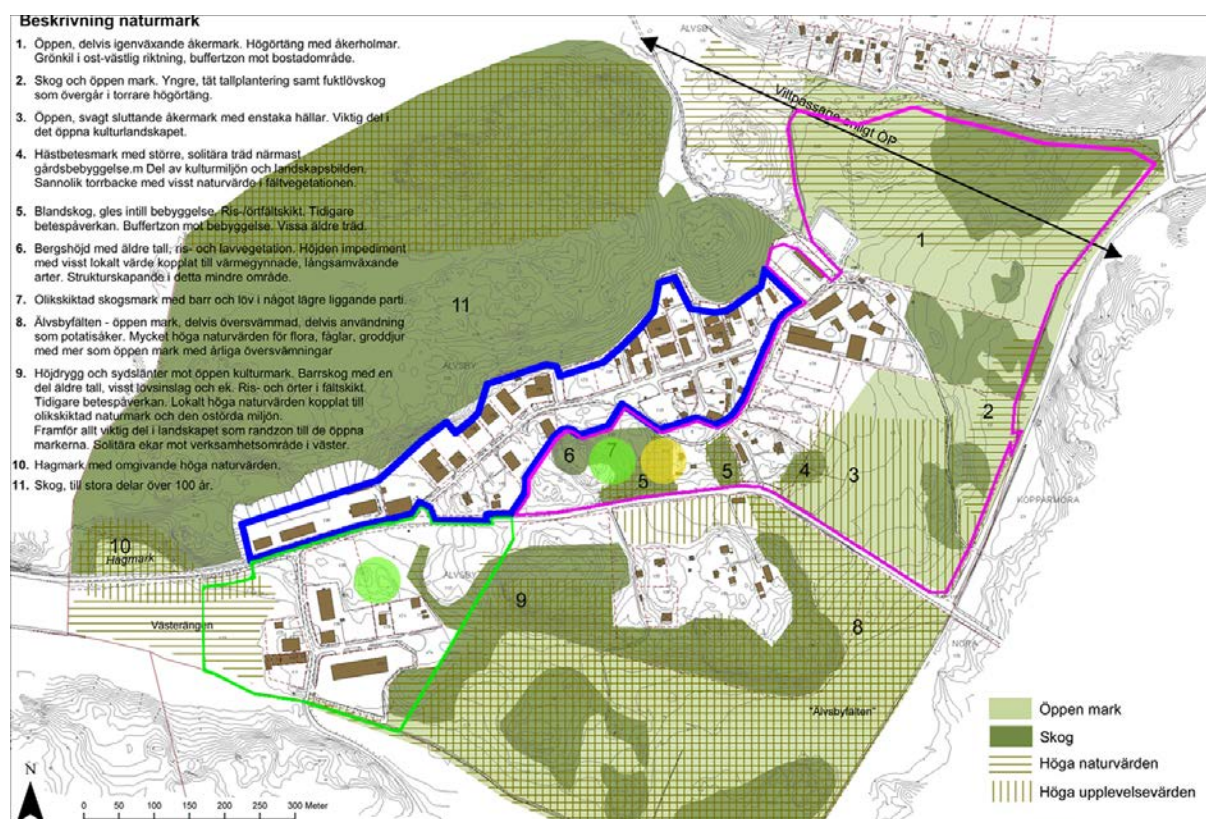 Beskrivning naturmark
1. Öppen, delvis igenväxande åkermark. Högörtäng med åkerholmar.
Grönkil i ost-västlig riktning, buffertzon mot bostadområde.
2. Skog och öppen mark. Yngre, tät tallplantering samt fuktlövskog
som övergår i torrare högörtäng.
3. Öppen, svagt sluttande åkermark med enstaka hällar. Viktig del i
det öppna kulturlandskapet.
4. Hästbetesmark med större, solitära träd närmast
gårdsbebyggelse.m Del av kulturmiljön och landskapsbilden.
Sannolik torrbacke med visst naturvärde i fältvegetationen.
5. Blandskog, gles intill bebyggelse. Ris-/örtfältskikt. Tidigare
betespåverkan. Buffertzon mot bebyggelse. Vissa äldre träd.
6. Bergshöjd med äldre tall, ris- och lavvegetation. Höjden impediment
med visst lokalt värde kopplat till värmegynnade, långsamväxande
arter. Strukturskapande i detta mindre område.
7. Olikskiktad skogsmark med barr och löv i något lägre liggande parti.
8. Älvsbyfälten - öppen mark, delvis översvämmad, delvis användning
som potatisåker. Mycket höga naturvärden för flora, fåglar, groddjur
med mer som öppen mark med årliga översvämningar
9. Höjdrygg och sydslänter mot öppen kulturmark. Barrskog med en
del äldre tall, visst lövsinslag och ek. Ris- och örter i fältskikt.
Tidigare betespåverkan. Lokalt höga naturvärden kopplat till
olikskiktad naturmark och den ostörda miljön.
Framför allt viktig del i landskapet som randzon till de öppna
markerna. Solitära ekar mot verksamhetsområde i väster.
10. Hagmark med omgivande höga naturvärden.
11. Skog, till stora delar över 100 år.
ÄLVSBY
Viltpassage enligt ÖP
1
11
ÄLVSBY
2
6
7
5
5
4
3
KOPPARMORA
10
Hagmark
ÄLVSBY
9
8
Västerängen
NORA
"Älvsbyfälten"
Öppen mark
Skog
Höga naturvärden
Höga upplevelsevärden
N
0 50 100 150 200 250 300 Meter